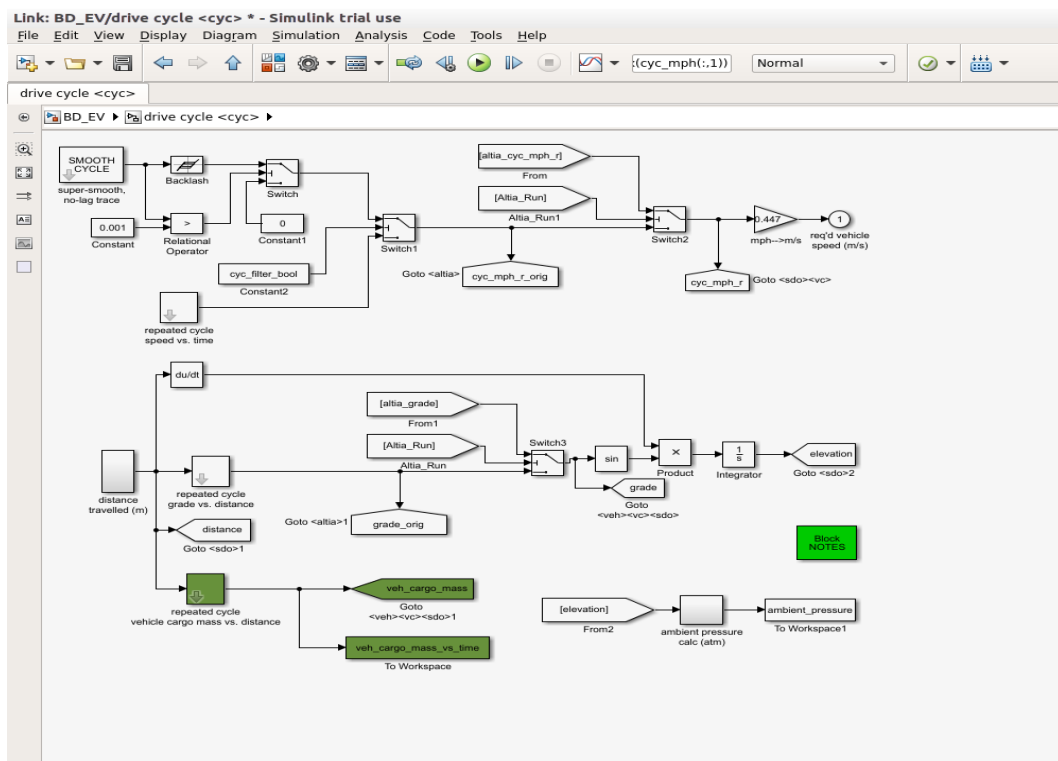 Link: BD_EV/drive cycle <cyc> * - Simulink trial use
File Edit View Display Diagram Simulation Analysis Code Tools Help
:(cyc_mph(:,1)) Normal
drive cycle <cyc>
BD_EV drive cycle <cyc>
SMOOTH
CYCLE
super-smooth,
no-lag trace
Backlash
Switch
0.001
Constant
>
Relational
Operator
0
Constant1
cyc_filter_bool
Constant2
Switch1
repeated cycle
speed vs. time
[altia_cyc_mph_r]
From
[Altia_Run]
Altia_Run1
Goto <altia>
cyc_mph_r_orig
Switch2
cyc_mph_r
Goto <sdo><vc>
0.447
mph-->m/s
1
req'd vehicle
speed (m/s)
du/dt
[altia_grade]
From1
[Altia_Run]
Altia_Run
Switch3
sin
×
Product
1
s
Integrator
elevation
Goto <sdo>2
grade
Goto
<veh><vc><sdo>
distance
travelled (m)
repeated cycle
grade vs. distance
distance
Goto <sdo>1
Goto <altia>1
grade_orig
Block
NOTES
repeated cycle
vehicle cargo mass vs. distance
veh_cargo_mass
Goto
<veh><vc><sdo>1
veh_cargo_mass_vs_time
To Workspace
[elevation]
From2
ambient pressure
calc (atm)
ambient_pressure
To Workspace1